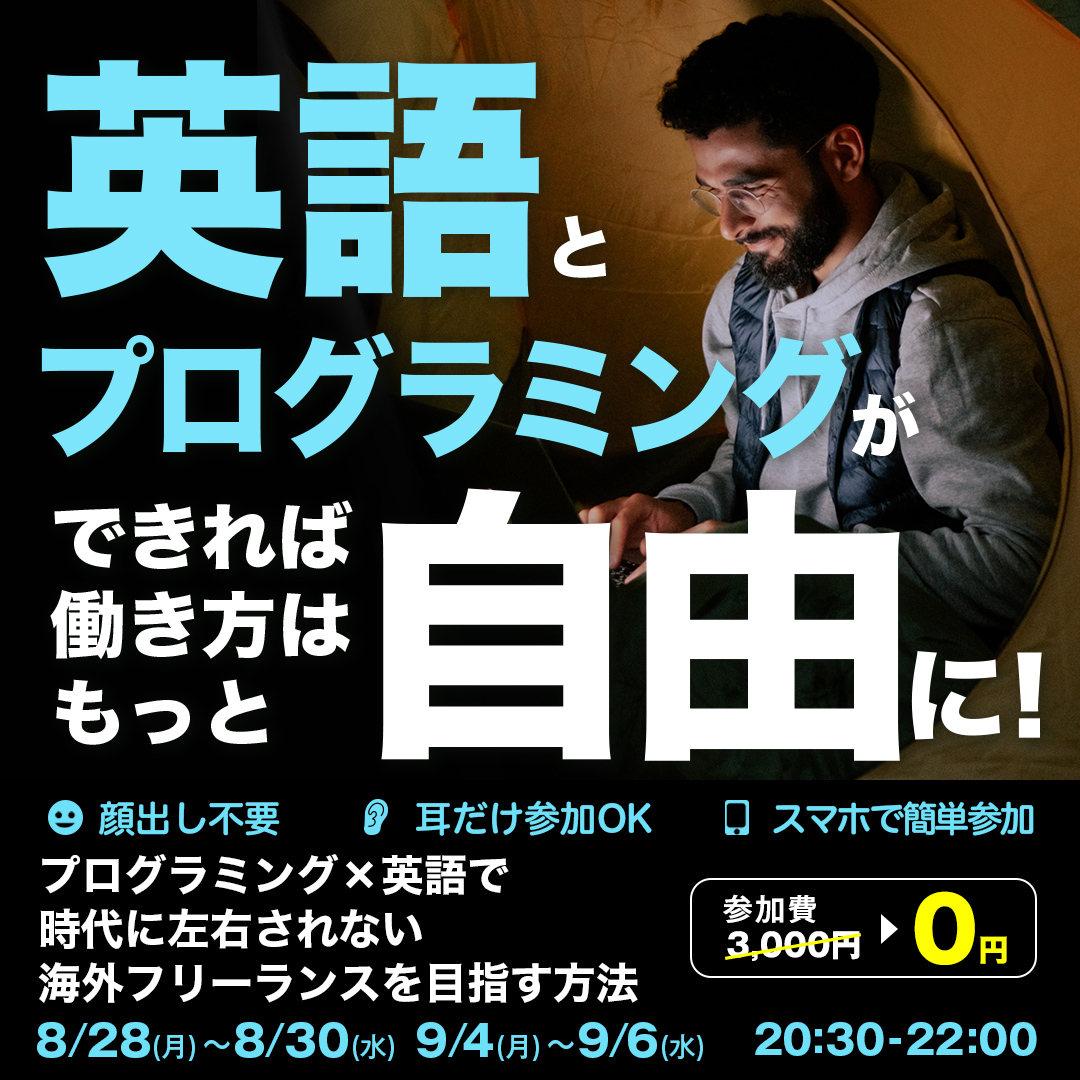 英語と
プログラミングが
できれば
働き方は
もっと
自由に!
顔出し不要 耳だけ参加OK スマホで簡単参加
プログラミング×英語で
時代に左右されない
海外フリーランスを目指す方法
参加費
3,000円 ▶ 0円
8/28(月)〜8/30(水) 9/4(月)〜9/6(水) 20:30-22:00